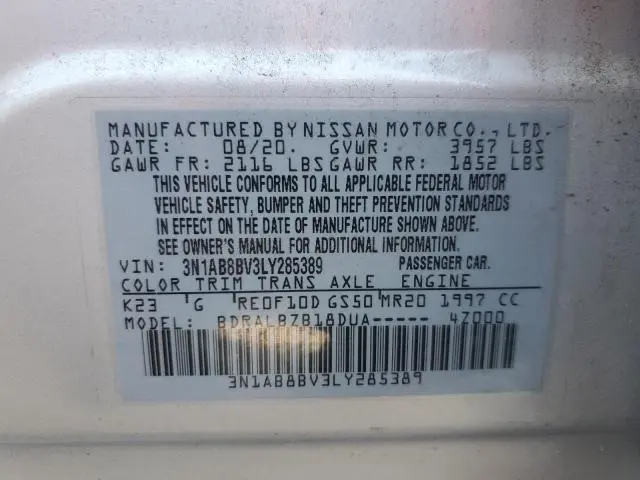 MANUFACTURED BY NISSAN MOTOR CO., LTD.
DATE: 08/20. GVWR: 3957 LBS
GAWR FR: 2116 LBS GAWR RR: 1852 LBS
THIS VEHICLE CONFORMS TO ALL APPLICABLE FEDERAL MOTOR
VEHICLE SAFETY, BUMPER AND THEFT PREVENTION STANDARDS
IN EFFECT ON THE DATE OF MANUFACTURE SHOWN ABOVE.
SEE OWNER'S MANUAL FOR ADDITIONAL INFORMATION.
VIN: 3N1AB8BV3LY285389 PASSENGER CAR.
COLOR TRIM TRANS AXLE ENGINE
K23 G RE0F10D GS50 MR20 1997 CC
MODEL: BDRALBZB18DUA----- 4Z000
3N1AB8BV3LY285389